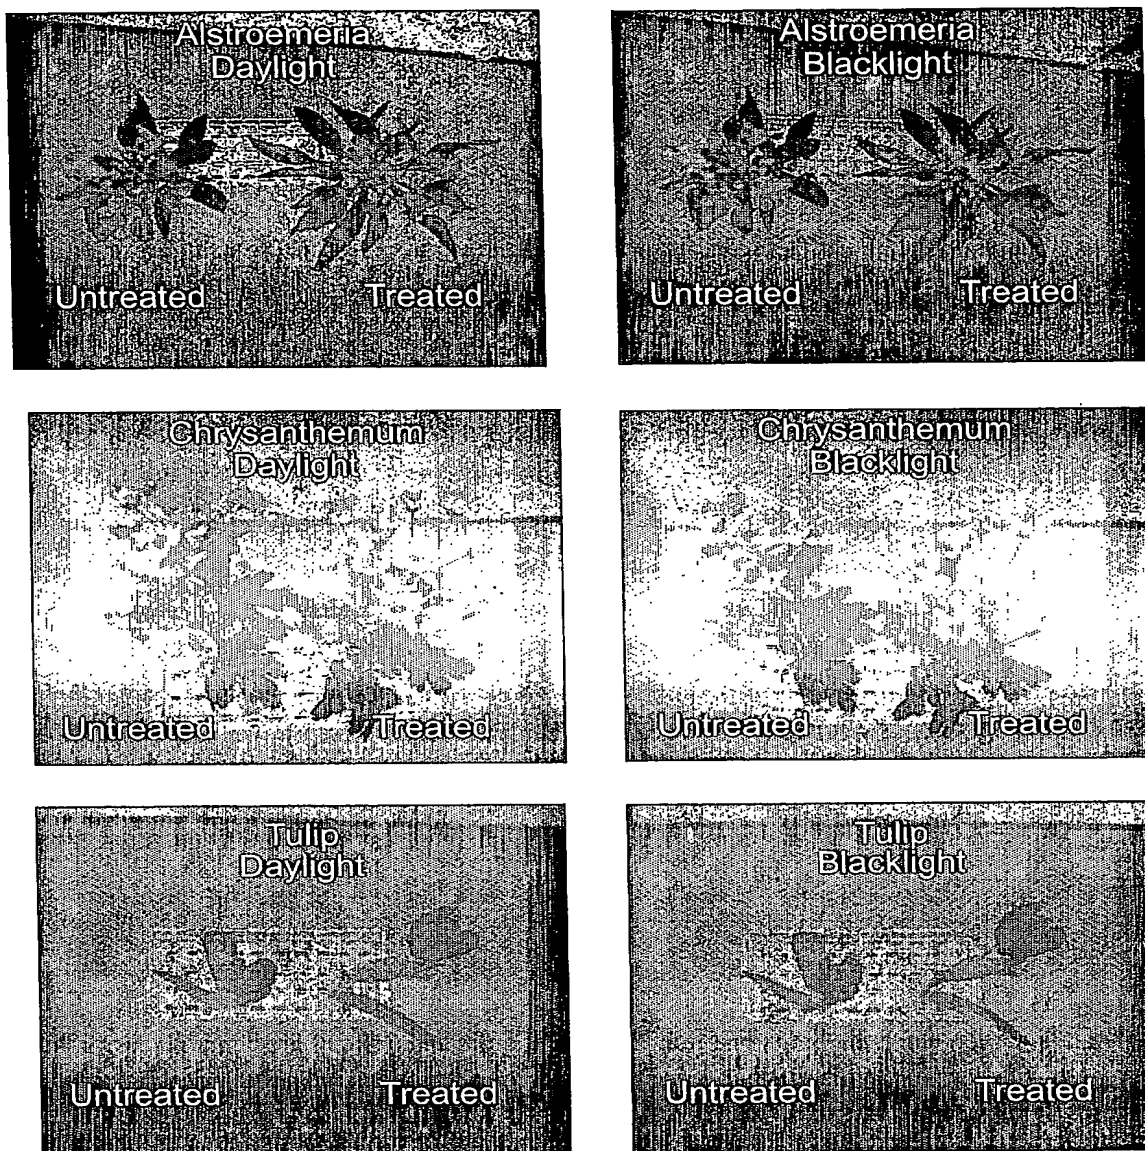 Alstroemeria
Daylight
Untreated
Treated
Alstroemeria
Blacklight
Untreated
Treated
Chrysanthemum
Daylight
Untreated
Treated
Chrysanthemum
Blacklight
Untreated
Treated
Tulip
Daylight
Untreated
Treated
Tulip
Blacklight
Untreated
Treated